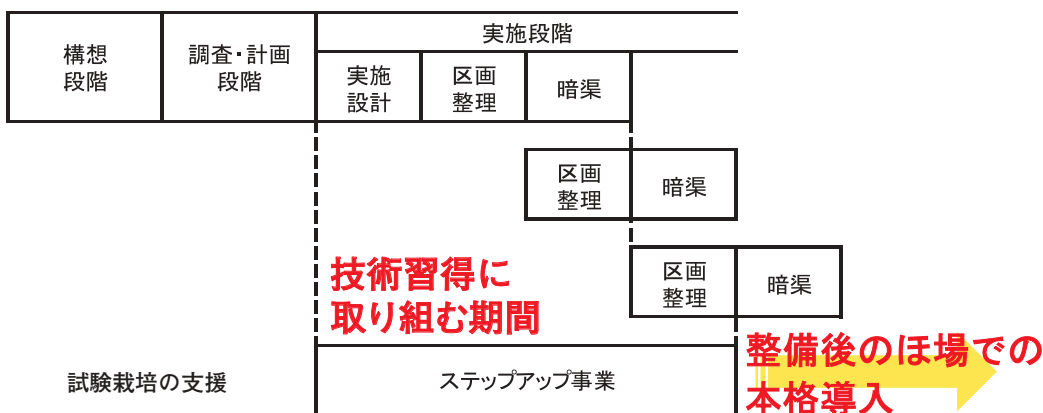 構想
段階
調査・計画
段階
実施段階
実施
設計
区画
整理
暗渠
区画
整理
暗渠
区画
整理
暗渠
技術習得に
取り組む期間
整備後のほ場での
本格導入
試験栽培の支援
ステップアップ事業